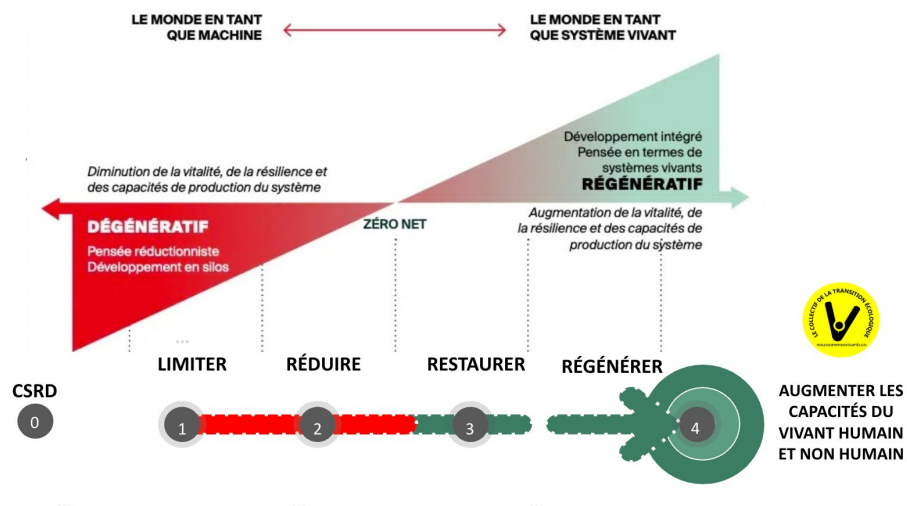 LE MONDE EN TANT
QUE MACHINE
LE MONDE EN TANT
QUE SYSTÈME VIVANT
Développement intégré
Pensée en termes de
systèmes vivants
RÉGÉNÉRATIF
Diminution de la vitalité, de la résilience et
des capacités de production du système
DÉGÉNÉRATIF
Pensée réductionniste
Développement en silos
ZÉRO NET
Augmentation de la vitalité, de
la résilience et des capacités de
production du système
...
LIMITER
RÉDUIRE
RESTAURER
RÉGÉNÉRER
CSRD
0
1
2
3
4
LE COLLECTIF DE LA TRANSITION ÉCOLOGIQUE
AUGMENTER LES
CAPACITÉS DU
VIVANT HUMAIN
ET NON HUMAIN